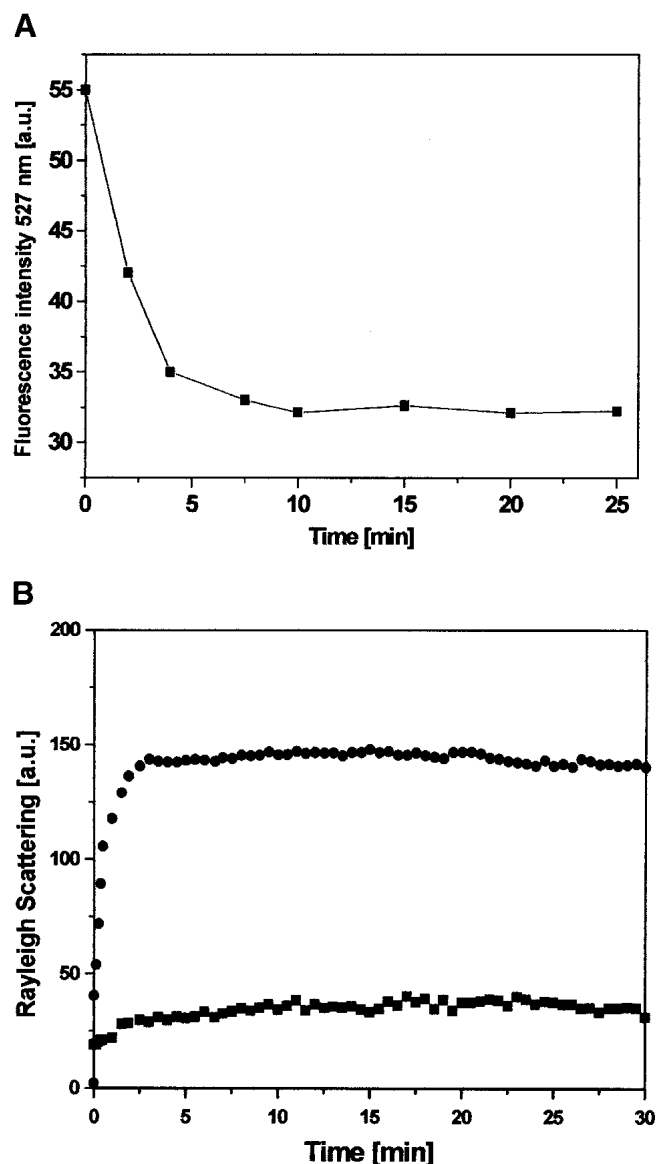 A
Fluorescence intensity 527 nm [a.u.]
55
50
45
40
35
30
0 5 10 15 20 25
Time [min]
B
Rayleigh Scattering [a.u.]
200
150
100
50
0
0 5 10 15 20 25 30
Time [min]